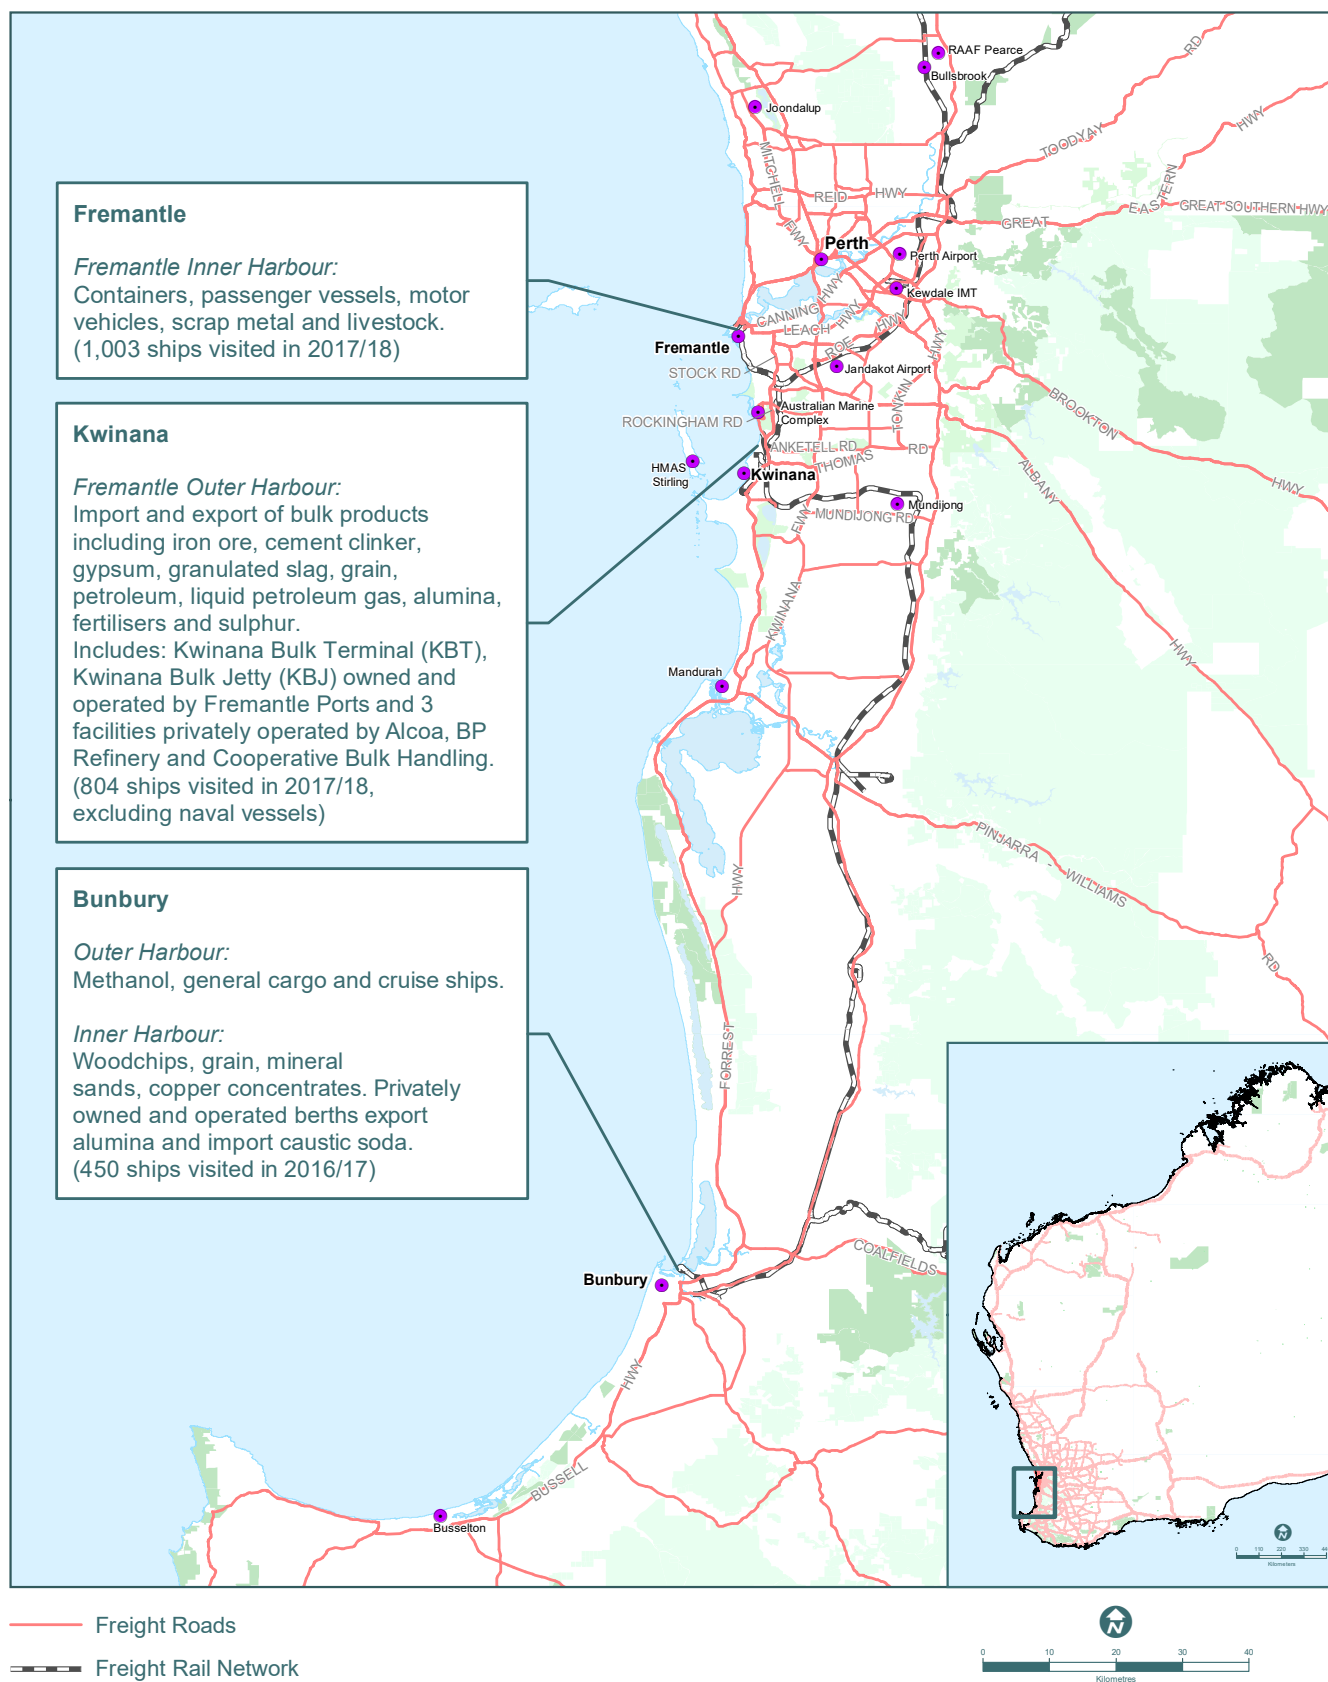 RAAF Pearce
Bullsbrook
Joondalup
TOODYAY
RD
HWY
MITCHELL
FWY
REID
HWY
EASTERN
GREAT SOUTHERN HWY
GREAT
Fremantle
Fremantle Inner Harbour:
Containers, passenger vessels, motor
vehicles, scrap metal and livestock.
(1,003 ships visited in 2017/18)
Perth
Perth Airport
Kewdale IMT
CANNING
HWY
LEACH
HWY
ROE
HWY
HWY
Fremantle
STOCK RD
Jandakot Airport
TONKIN
Australian Marine
Complex
ROCKINGHAM RD
BROOKTON
HWY
ANKETELL RD
THOMAS
RD
ALBANY
HWY
HMAS
Stirling
Kwinana
Mundijong
MUNDIJONG RD
FWY
KWINANA
Kwinana
Fremantle Outer Harbour:
Import and export of bulk products
including iron ore, cement clinker,
gypsum, granulated slag, grain,
petroleum, liquid petroleum gas, alumina,
fertilisers and sulphur.
Includes: Kwinana Bulk Terminal (KBT),
Kwinana Bulk Jetty (KBJ) owned and
operated by Fremantle Ports and 3
facilities privately operated by Alcoa, BP
Refinery and Cooperative Bulk Handling.
(804 ships visited in 2017/18,
excluding naval vessels)
Mandurah
PINJARRA - WILLIAMS
RD
HWY
FORREST
Bunbury
Outer Harbour:
Methanol, general cargo and cruise ships.
Inner Harbour:
Woodchips, grain, mineral
sands, copper concentrates. Privately
owned and operated berths export
alumina and import caustic soda.
(450 ships visited in 2016/17)
COALFIELDS
Bunbury
HWY
BUSSELL
Busselton
N
0 110 220 330 44
Kilometers
Freight Roads
Freight Rail Network
N
0 10 20 30 40
Kilometres